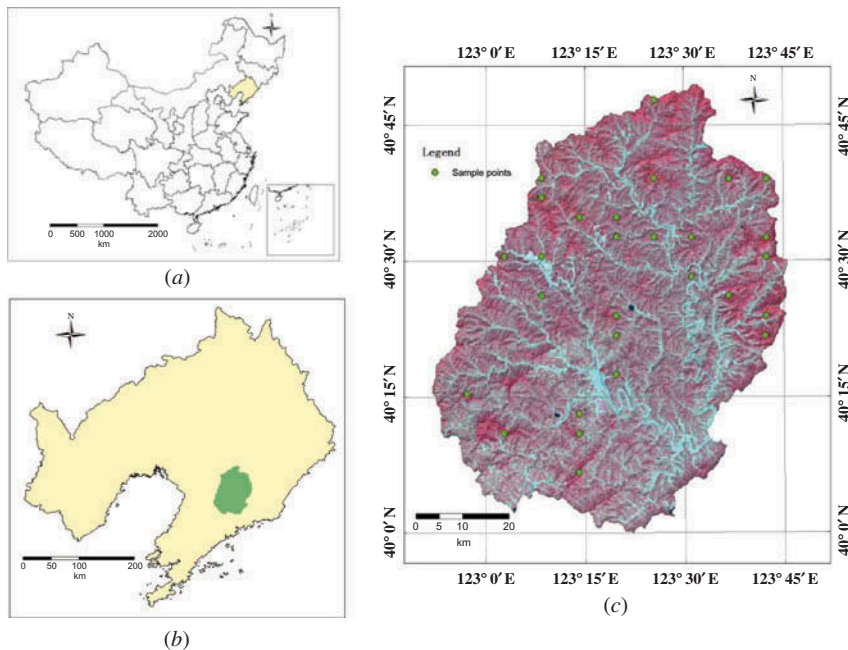 N
0 500 1000 2000
km
(a)
N
0 50 100 200
km
(b)
123° 0′ E 123° 15′ E 123° 30′ E 123° 45′ E
N
40° 45′ N
40° 45′ N
Legend
Sample points
40° 30′ N
40° 30′ N
40° 15′ N
40° 15′ N
0 5 10 20
km
40° 0′ N
40° 0′ N
123° 0′ E 123° 15′ E 123° 30′ E 123° 45′ E
(c)